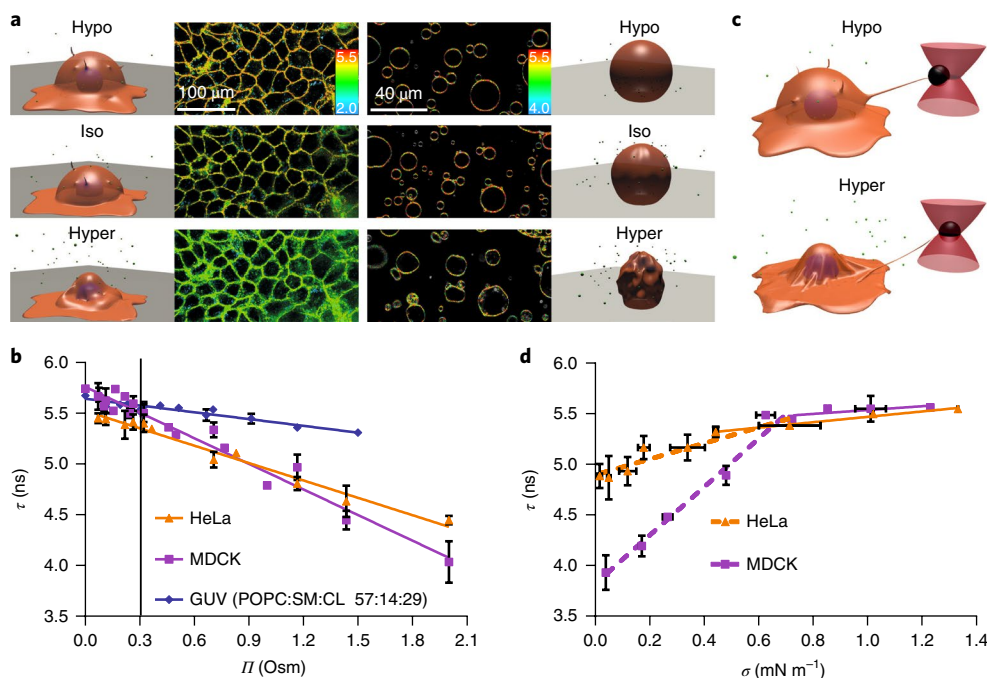 a
Hypo
5.5
100 μm
2.0
40 μm
5.5
4.0
Hypo
Iso
Iso
Hyper
Hyper
c
Hypo
Hyper
b
6.0
5.5
5.0
4.5
4.0
3.5
τ (ns)
HeLa
MDCK
GUV (POPC:SM:CL 57:14:29)
0.0 0.3 0.6 0.9 1.2 1.5 1.8 2.1
Π (Osm)
d
6.0
5.5
5.0
4.5
4.0
3.5
τ (ns)
HeLa
MDCK
0.0 0.2 0.4 0.6 0.8 1.0 1.2 1.4
σ (mN m⁻¹)